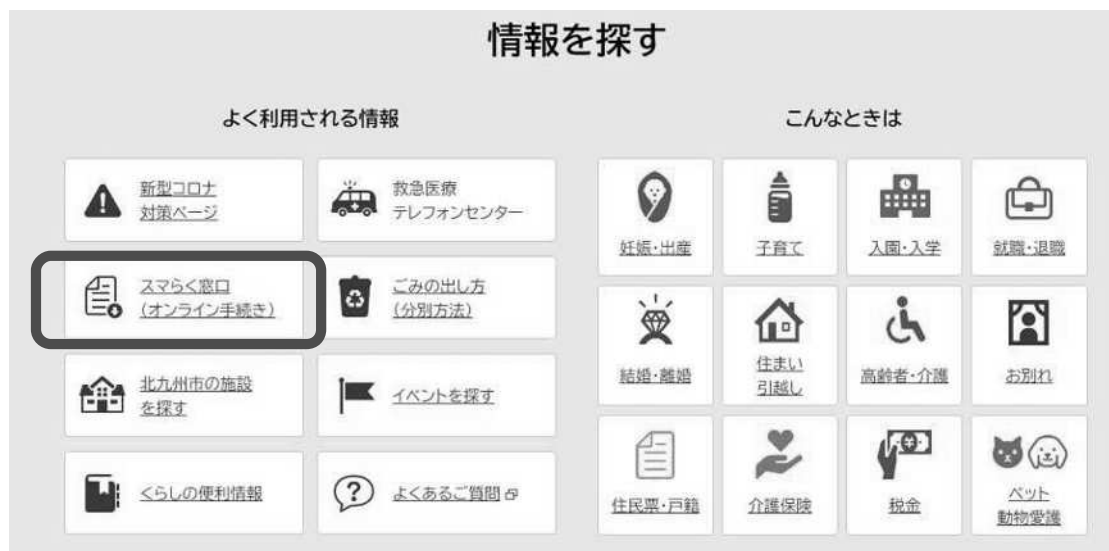 情報を探す
よく利用される情報
新型コロナ
対策ページ
救急医療
テレフォンセンター
スマらく窓口
(オンライン手続き)
ごみの出し方
(分別方法)
北九州市の施設
を探す
イベントを探す
くらしの便利情報
よくあるご質問
こんなときは
妊娠・出産
子育て
入園・入学
就職・退職
結婚・離婚
住まい
引越し
高齢者・介護
お別れ
住民票・戸籍
介護保険
税金
ペット
動物愛護